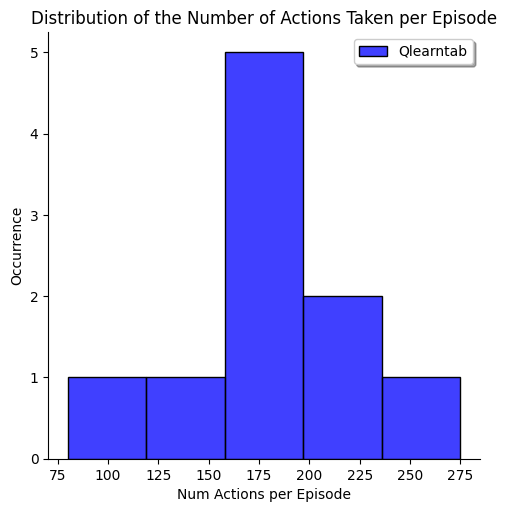 Distribution of the Number of Actions Taken per Episode
Qlearntab
Occurrence
5
4
3
2
1
0
75 100 125 150 175 200 225 250 275
Num Actions per Episode